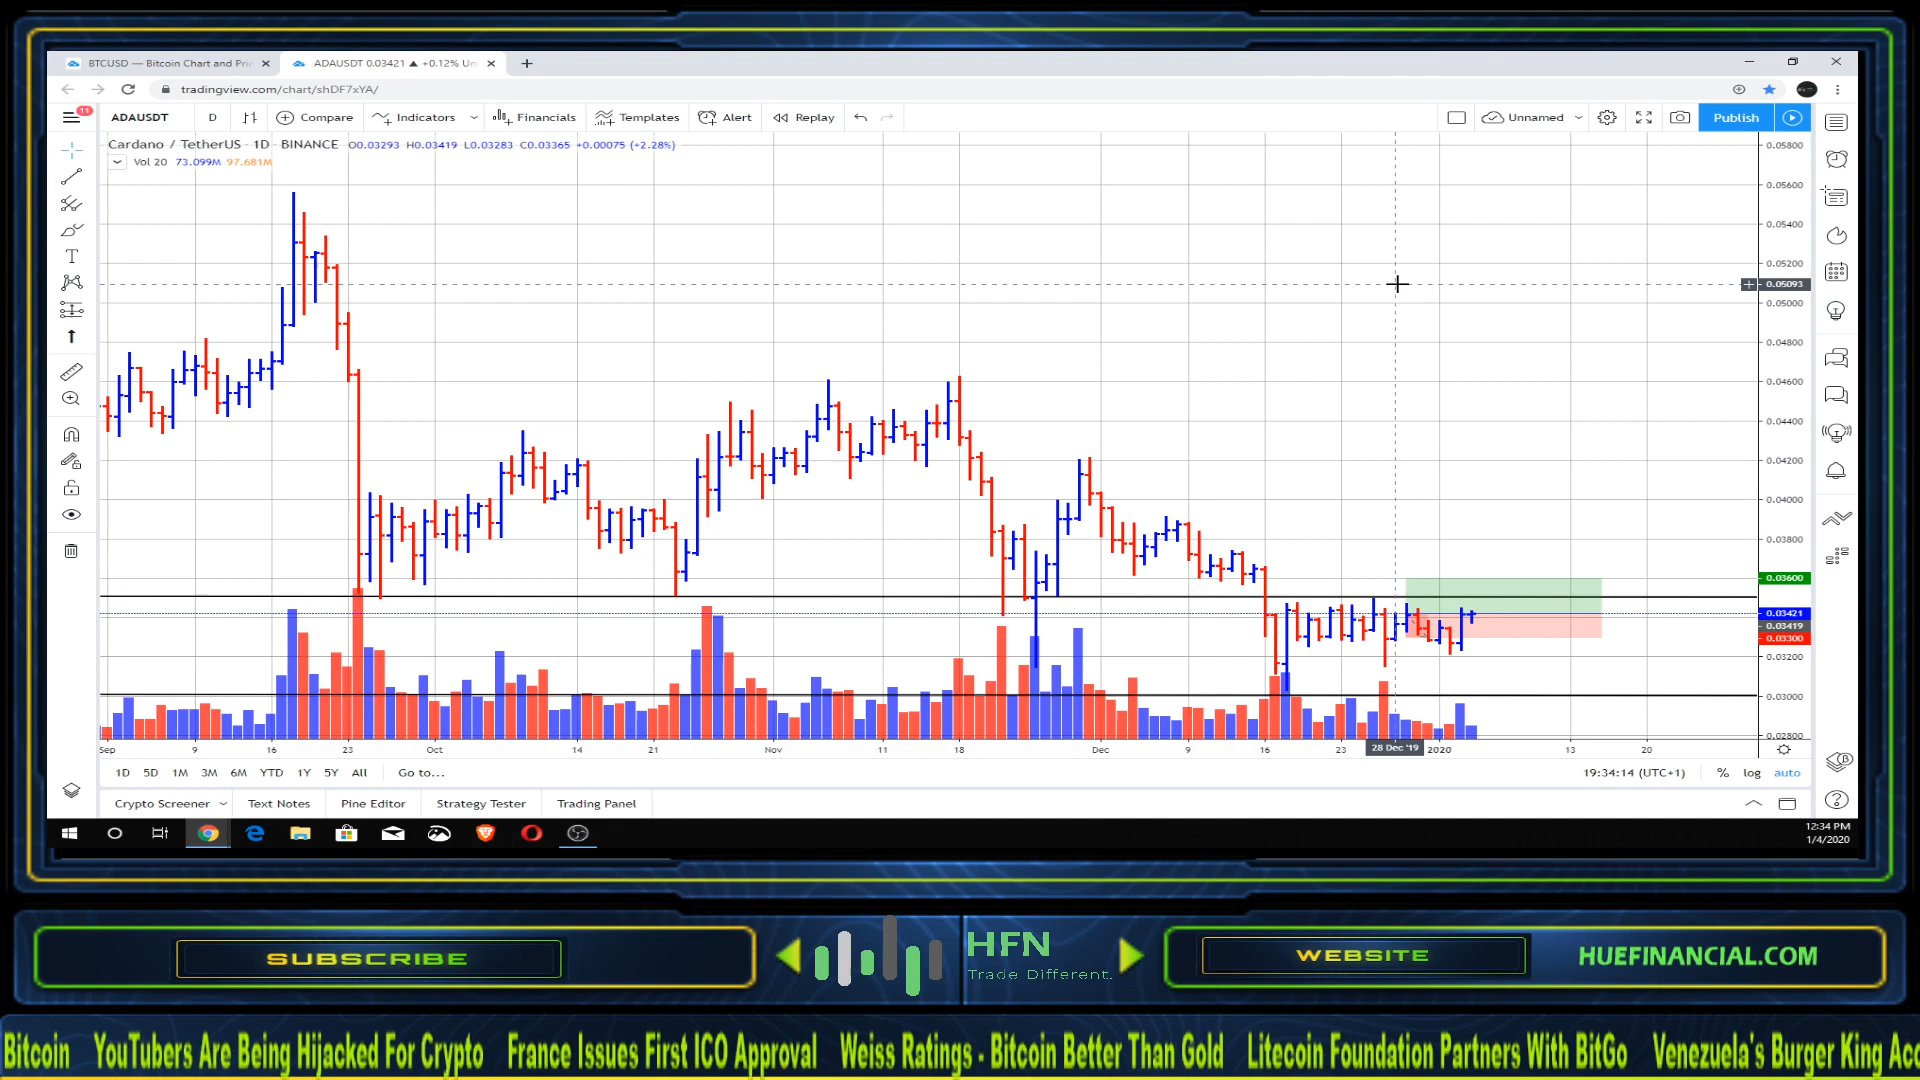 BTCUSD — Bitcoin Chart and Pric
ADAUSDT 0.03421 ▲ +0.12% Un
tradingview.com/chart/shDF7xYA/
11
ADAUSDT D Compare Indicators Financials Templates Alert Replay Unnamed Publish
Cardano / TetherUS · 1D · BINANCE O0.03293 H0.03419 L0.03283 C0.03365 +0.00075 (+2.28%)
Vol 20 73.099M 97.681M
0.05800
0.05600
0.05400
0.05200
0.05093
0.05000
0.04800
0.04600
0.04400
0.04200
0.04000
0.03800
0.03600
0.03421
0.03419
0.03300
0.03200
0.03000
0.02800
Sep 9 16 23 Oct 14 21 Nov 11 18 Dec 9 16 23 28 Dec '19 2020 13 20
1D 5D 1M 3M 6M YTD 1Y 5Y All Go to... 19:34:14 (UTC+1) % log auto
Crypto Screener Text Notes Pine Editor Strategy Tester Trading Panel
12:34 PM
1/4/2020
SUBSCRIBE
HFN
Trade Different.
WEBSITE
HUEFINANCIAL.COM
Bitcoin YouTubers Are Being Hijacked For Crypto France Issues First ICO Approval Weiss Ratings - Bitcoin Better Than Gold Litecoin Foundation Partners With BitGo Venezuela's Burger King Acc